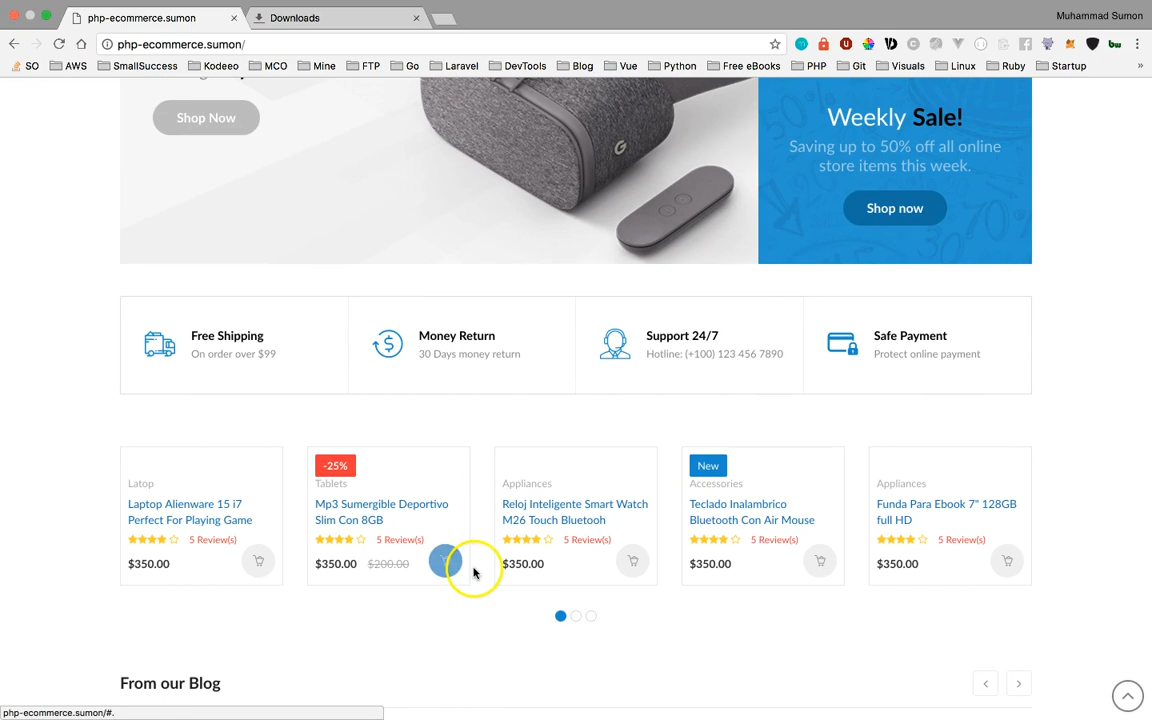 php-ecommerce.sumon
Downloads
Muhammad Sumon
php-ecommerce.sumon/
SO
AWS
SmallSuccess
Kodeeo
MCO
Mine
FTP
Go
Laravel
DevTools
Blog
Vue
Python
Free eBooks
PHP
Git
Visuals
Linux
Ruby
Startup
»
Shop Now
Weekly Sale!
Saving up to 50% off all online
store items this week.
Shop now
Free Shipping
On order over $99
Money Return
30 Days money return
Support 24/7
Hotline: (+100) 123 456 7890
Safe Payment
Protect online payment
Latop
Laptop Alienware 15 i7
Perfect For Playing Game
5 Review(s)
$350.00
-25%
Tablets
Mp3 Sumergible Deportivo
Slim Con 8GB
5 Review(s)
$350.00 $200.00
Appliances
Reloj Inteligente Smart Watch
M26 Touch Bluetooh
5 Review(s)
$350.00
New
Accessories
Teclado Inalambrico
Bluetooth Con Air Mouse
5 Review(s)
$350.00
Appliances
Funda Para Ebook 7" 128GB
full HD
5 Review(s)
$350.00
From our Blog
php-ecommerce.sumon/#.